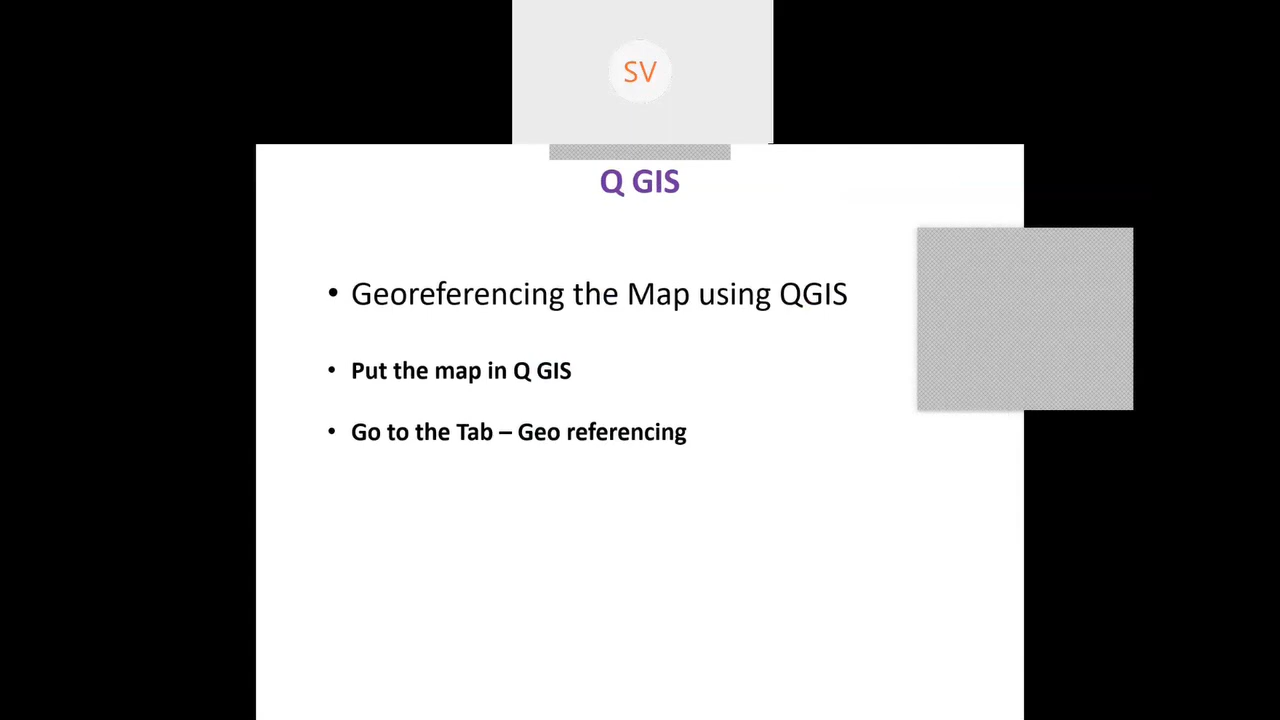 SV
Q GIS
• Georeferencing the Map using QGIS
• Put the map in Q GIS
• Go to the Tab – Geo referencing